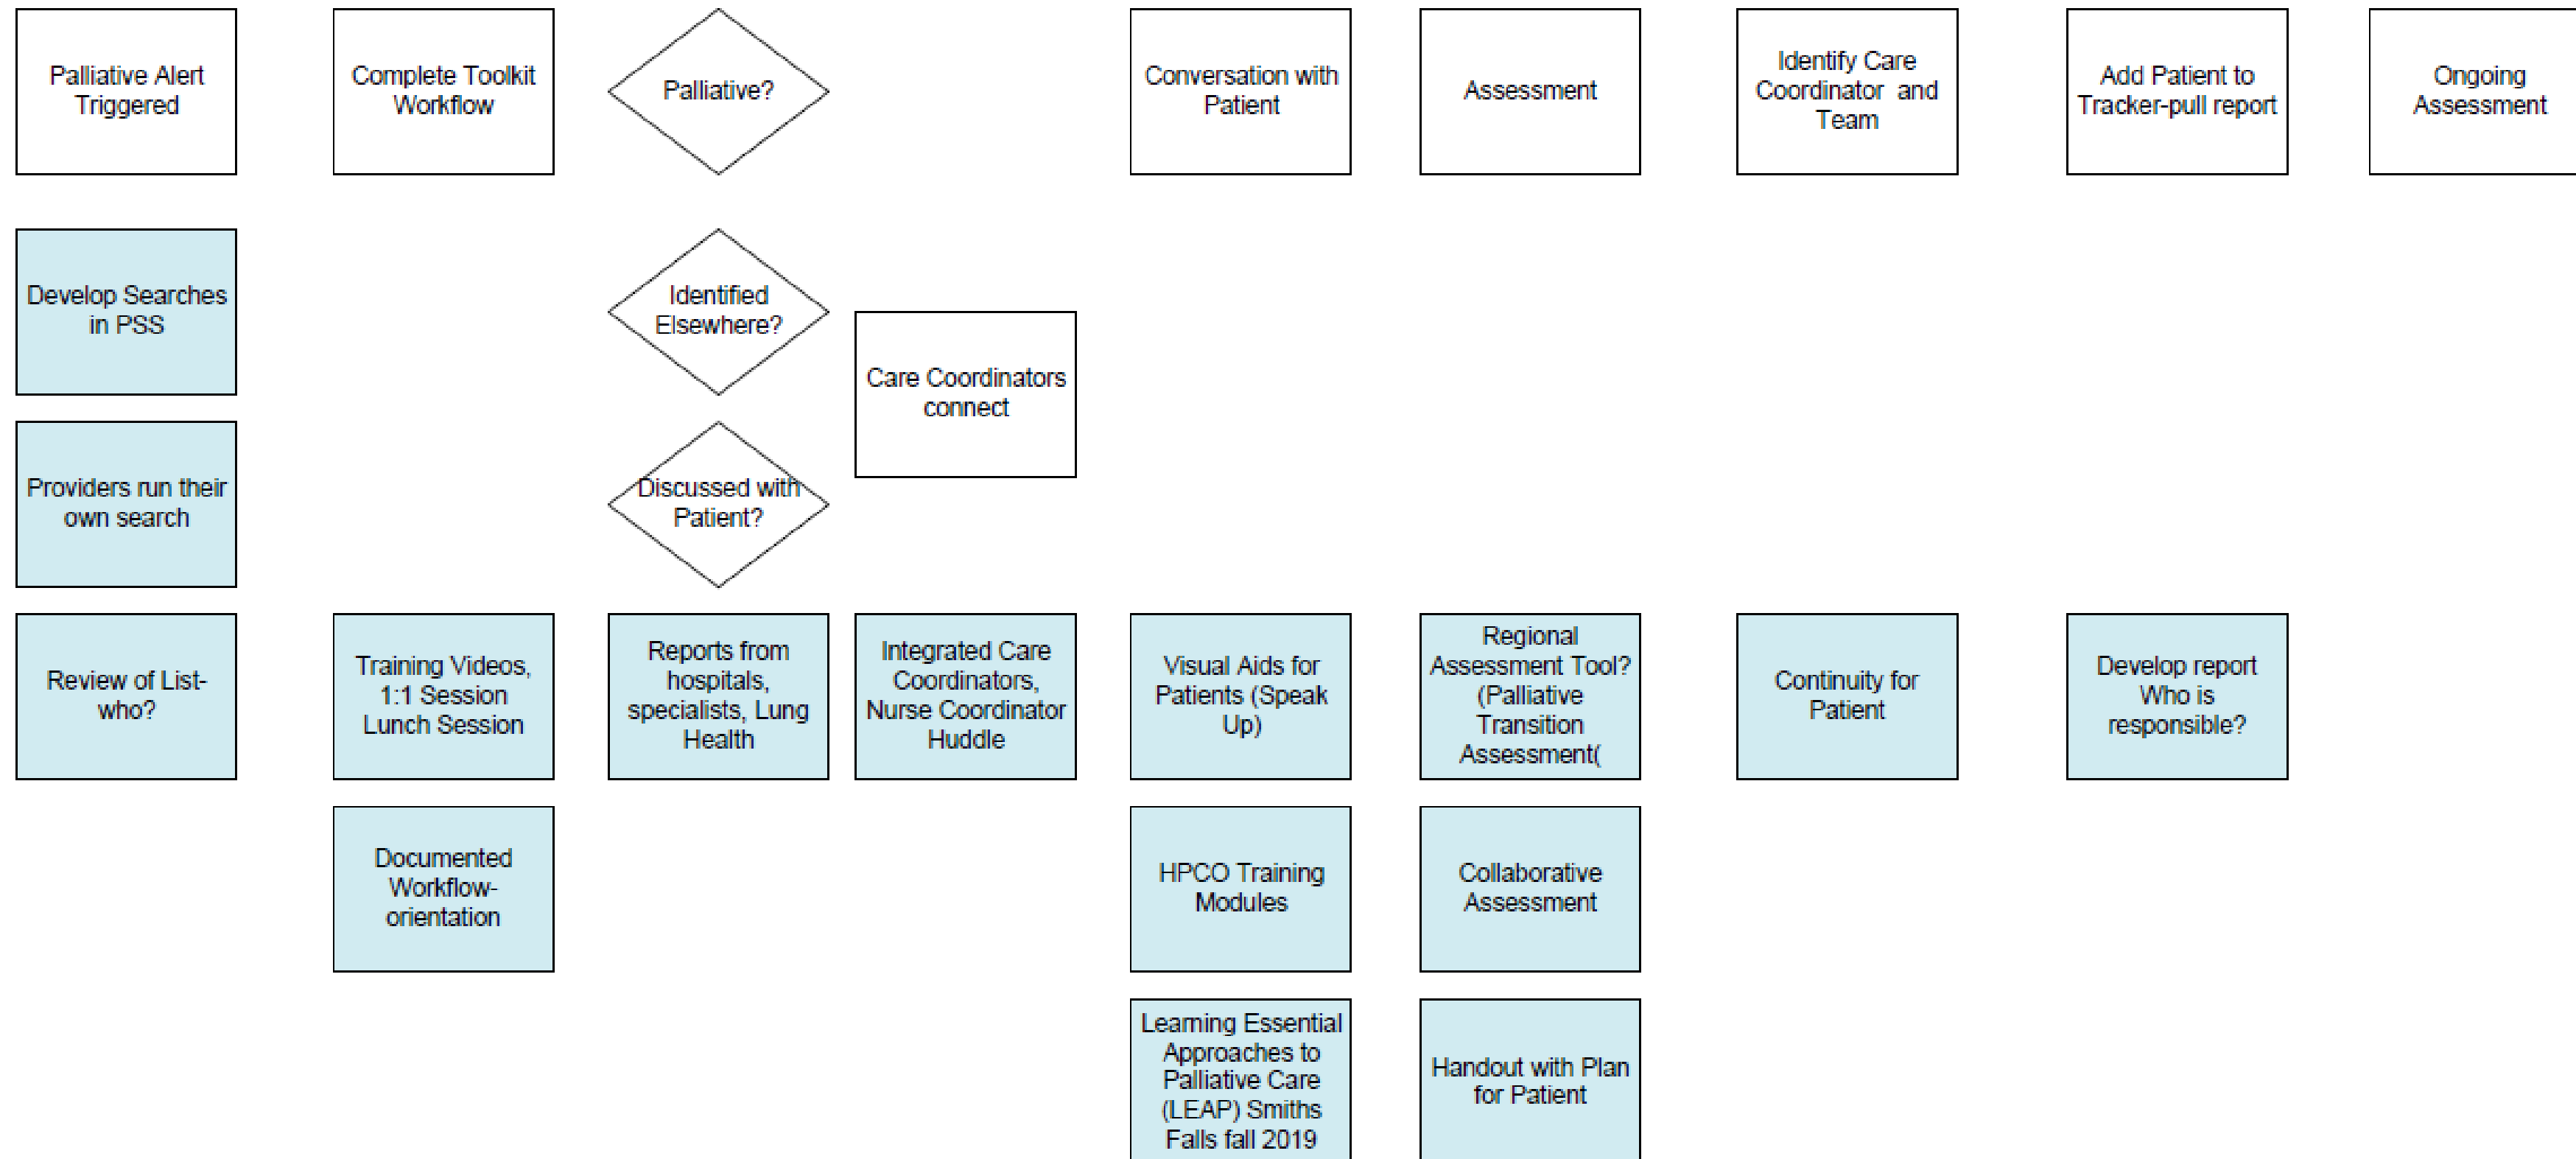 Palliative Alert
Triggered
Complete Toolkit
Workflow
Palliative?
Conversation with
Patient
Assessment
Identify Care
Coordinator and
Team
Add Patient to
Tracker-pull report
Ongoing
Assessment
Develop Searches
in PSS
Identified
Elsewhere?
Care Coordinators
connect
Providers run their
own search
Discussed with
Patient?
Review of List-
who?
Training Videos,
1:1 Session
Lunch Session
Reports from
hospitals,
specialists, Lung
Health
Integrated Care
Coordinators,
Nurse Coordinator
Huddle
Visual Aids for
Patients (Speak
Up)
Regional
Assessment Tool?
(Palliative
Transition
Assessment(
Continuity for
Patient
Develop report
Who is
responsible?
Documented
Workflow-
orientation
HPCO Training
Modules
Collaborative
Assessment
Learning Essential
Approaches to
Palliative Care
(LEAP) Smiths
Falls fall 2019
Handout with Plan
for Patient